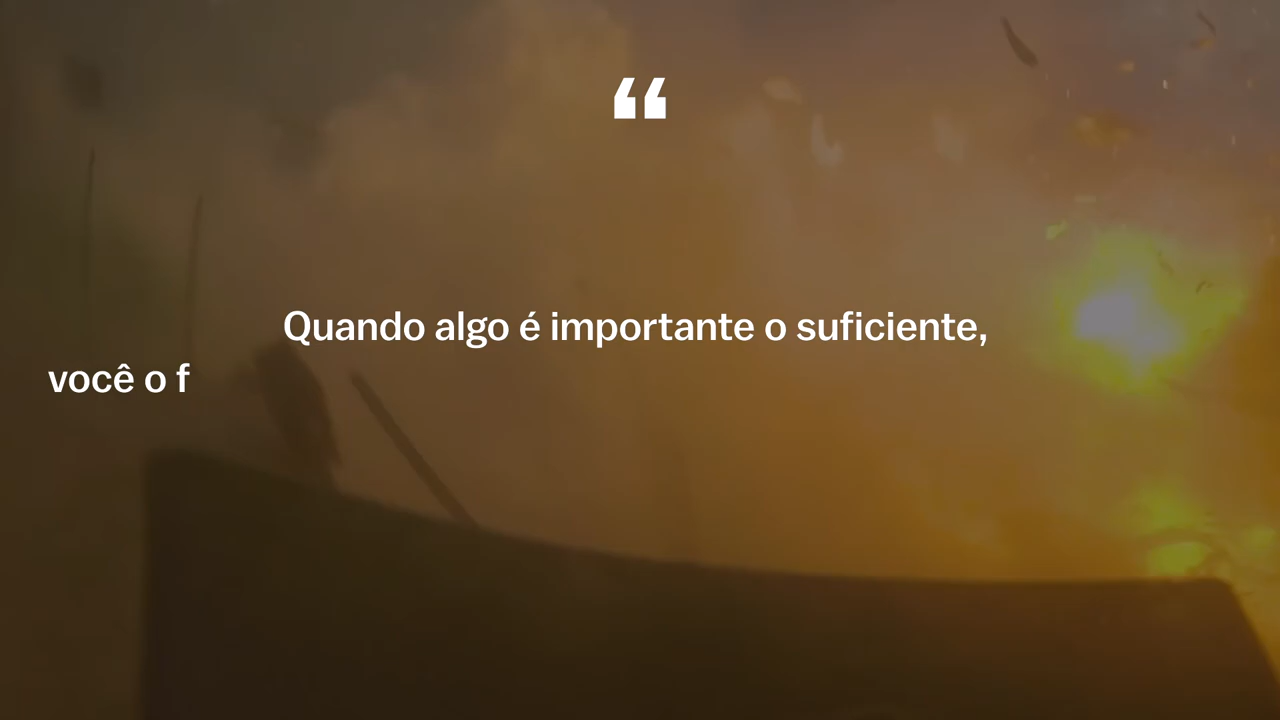 “
Quando algo é importante o suficiente,
você o f